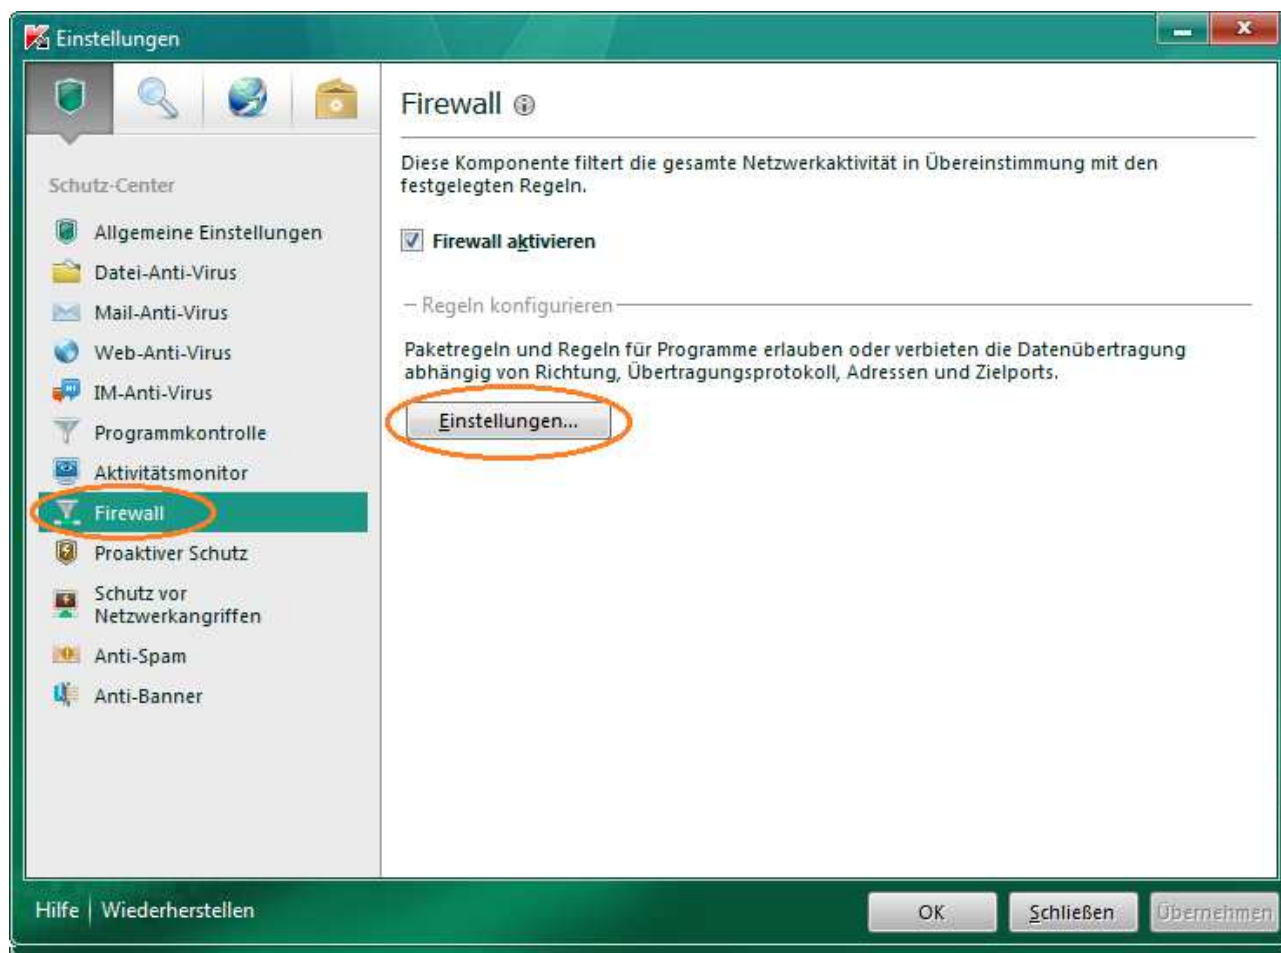 Einstellungen
Firewall
Diese Komponente filtert die gesamte Netzwerkaktivität in Übereinstimmung mit den
festgelegten Regeln.
Firewall aktivieren
Regeln konfigurieren
Paketregeln und Regeln für Programme erlauben oder verbieten die Datenübertragung
abhängig von Richtung, Übertragungsprotokoll, Adressen und Zielports.
Einstellungen...
Schutz-Center
Allgemeine Einstellungen
Datei-Anti-Virus
Mail-Anti-Virus
Web-Anti-Virus
IM-Anti-Virus
Programmkontrolle
Aktivitätsmonitor
Firewall
Proaktiver Schutz
Schutz vor
Netzwerkangriffen
Anti-Spam
Anti-Banner
Hilfe | Wiederherstellen
OK
Schließen
Übernehmen